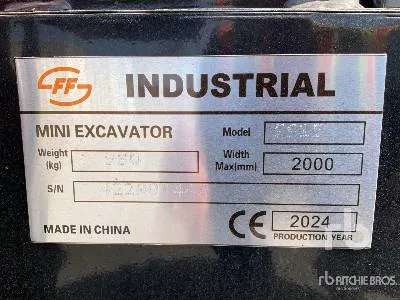 FF INDUSTRIAL
MINI EXCAVATOR Model
Weight (kg) Width Max(mm) 2000
S/N
CE 2024
MADE IN CHINA PRODUCTION YEAR
RITCHIE BROS.